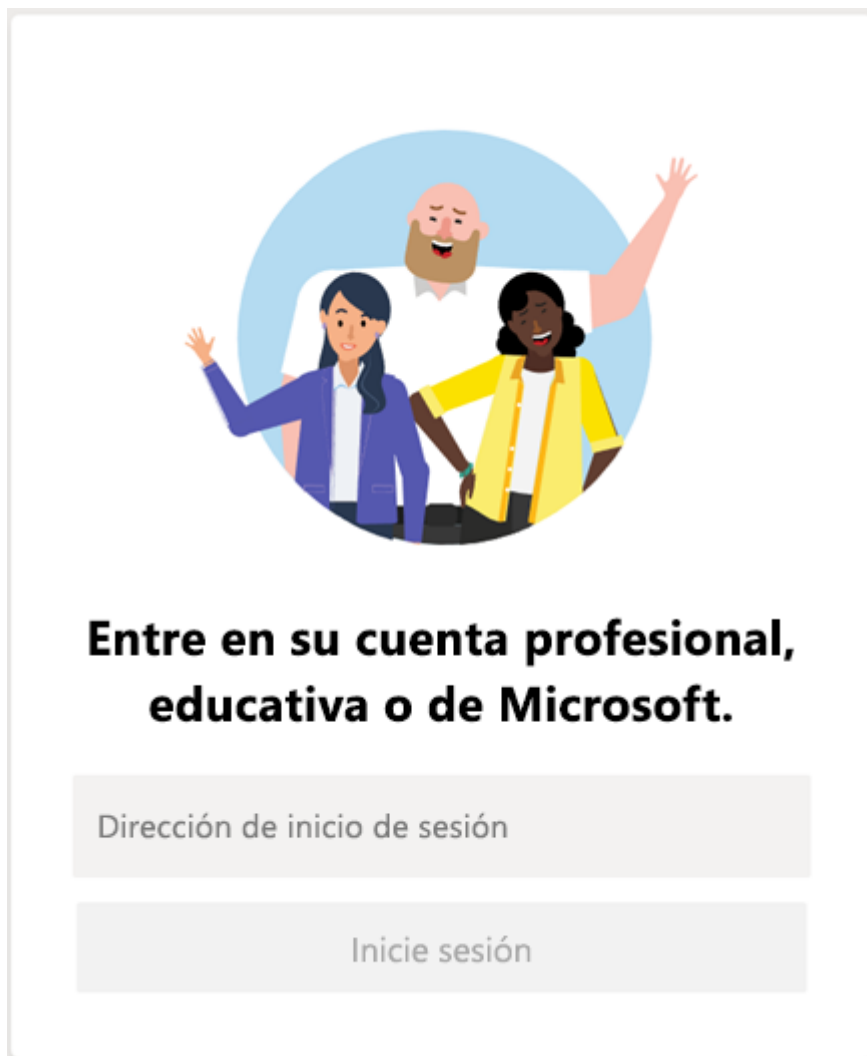 Entre en su cuenta profesional,
educativa o de Microsoft.
Dirección de inicio de sesión
Inicie sesión